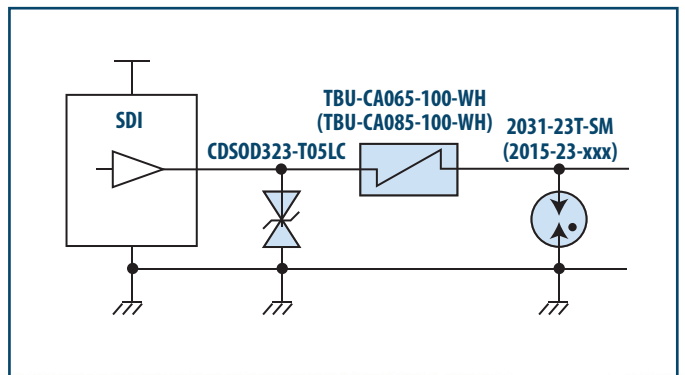 TBU-CA065-100-WH
(TBU-CA085-100-WH)
SDI
2031-23T-SM
(2015-23-xxx)
CDSOD323-T05LC